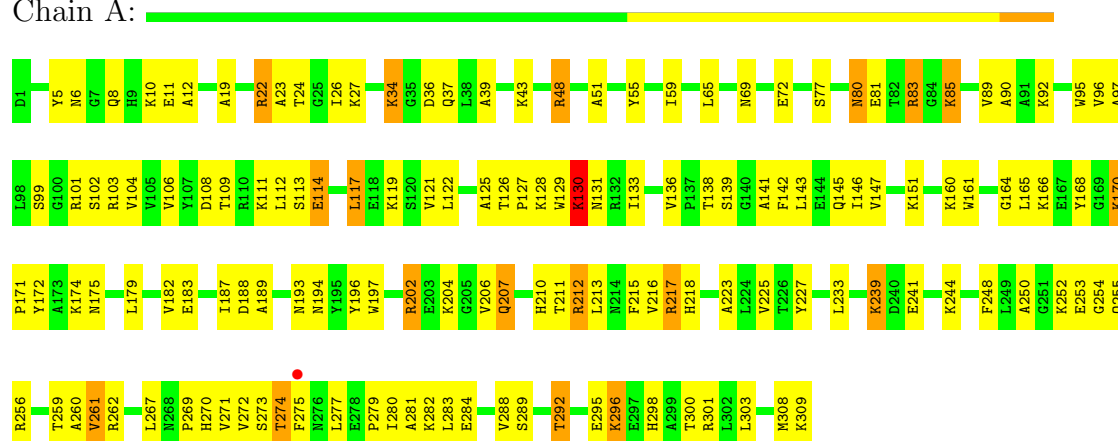 Chain A:
D1 Y5 N6 G7 Q8 H9 K10 E11 A12 A19 R22 A23 T24 G25 I26 K27 K34 G35 D36 Q37 L38 A39 K43 R48 A51 Y55 I59 L65 N69 E72 S77 N80 E81 T82 R83 G84 K85 V89 A90 A91 K92 W95 V96 L97
L98 S99 G100 R101 S102 R103 V104 V105 V106 Y107 D108 T109 R110 K111 L112 S113 E114 L117 E118 K119 S120 V121 L122 A125 T126 P127 K128 W129 K130 N131 R132 I133 V136 P137 T138 S139 G140 A141 F142 L143 E144 Q145 I146 V147 K151 K160 W161 G164 L165 K166 E167 Y168 G169 K170
P171 Y172 A173 K174 N175 L179 V182 E183 I187 D188 A189 N193 N194 Y195 Y196 W197 R202 E203 K204 G205 V206 Q207 H210 T211 R212 L213 N214 F215 V216 R217 H218 A223 L224 V225 T226 Y227 L233 K239 D240 E241 K244 F248 L249 A250 G251 K252 E253 G254 Q255
R256 T259 A260 V261 R262 L267 N268 P269 H270 V271 V272 S273 T274 F275 N276 L277 E278 P279 I280 A281 K282 L283 E284 V288 S289 T292 E295 K296 E297 H298 A299 T300 R301 L302 L303 M308 K309